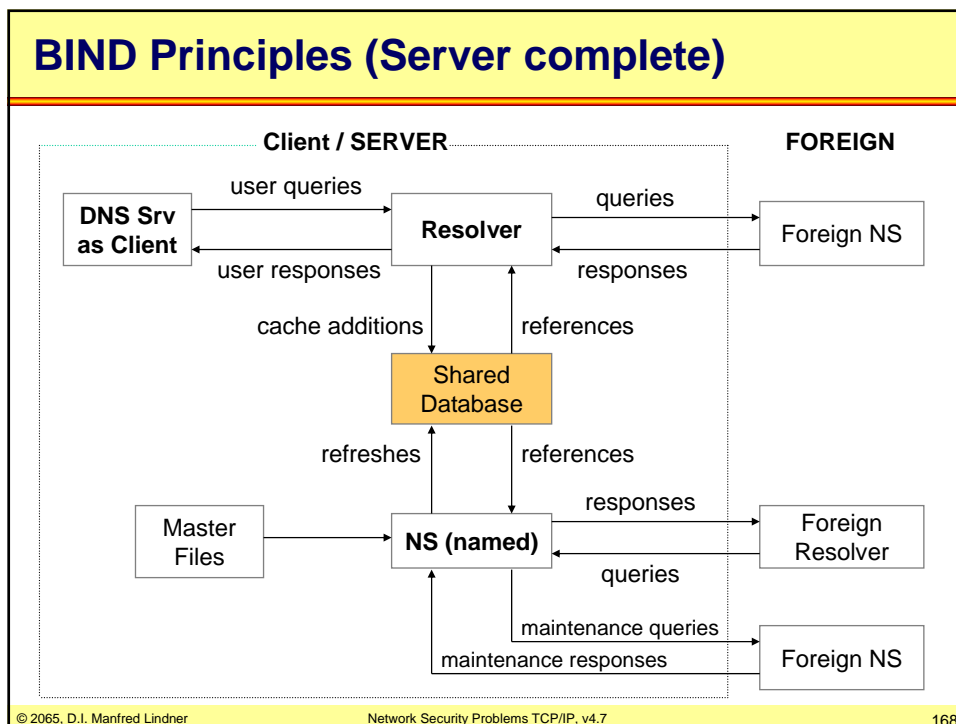 BIND Principles (Server complete)
Client / SERVER
FOREIGN
user queries
DNS Srv
as Client
Resolver
queries
Foreign NS
user responses
responses
cache additions
references
Shared
Database
refreshes
references
responses
Master
Files
NS (named)
Foreign
Resolver
queries
maintenance queries
maintenance responses
Foreign NS
© 2065, D.I. Manfred Lindner
Network Security Problems TCP/IP, v4.7
168